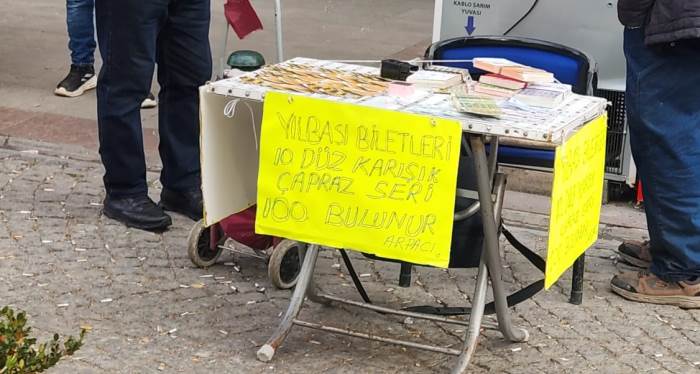 KABLO SARIM
YUVASI
YILBAŞI BİLETLERİ
10 DÜZ KARIŞIK
ÇAPRAZ SERİ
100. BULUNUR
ARPACI